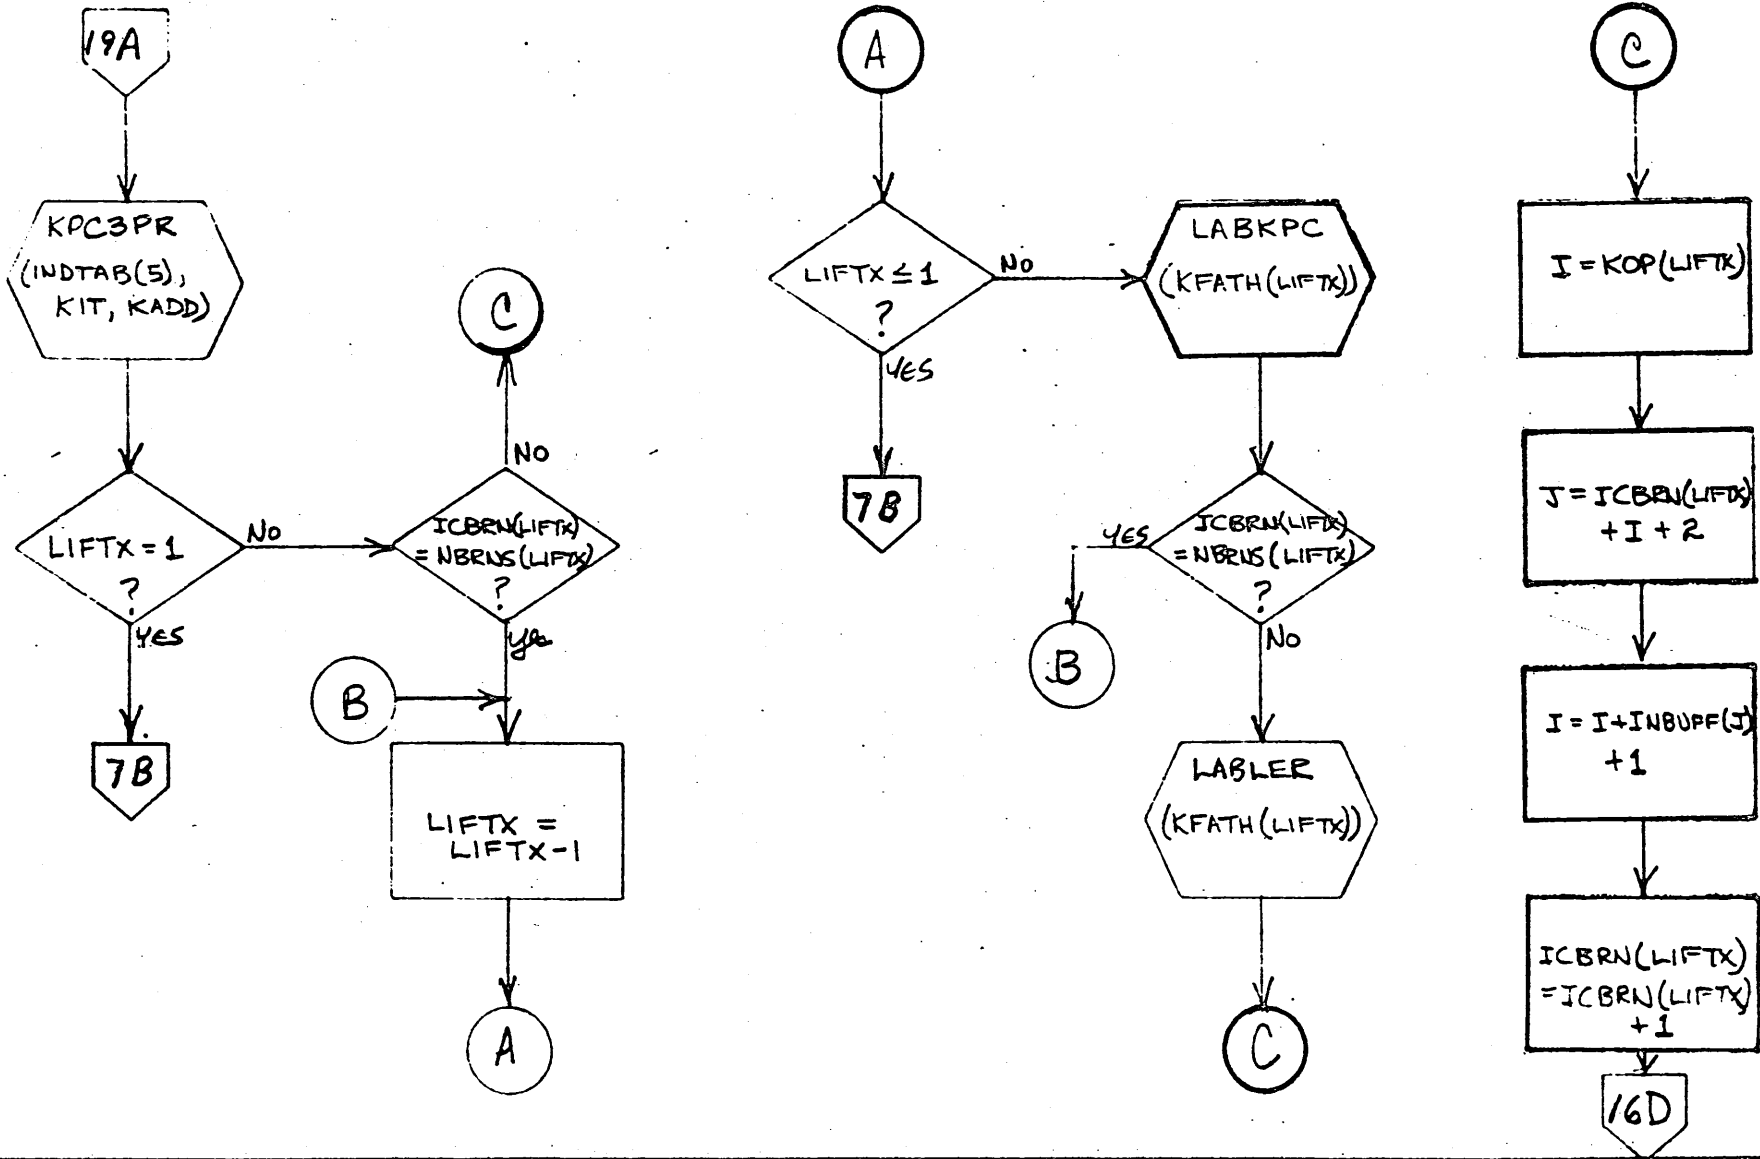 19A
KPC3PR
(INDTAB(5),
KIT, KADD)
LIFTX = 1
?
NO
YES
7B
C
NO
ICBRN(LIFTX)
= NBRNS(LIFTX)
?
yes
B
LIFTX =
LIFTX-1
A
A
LIFTX ≤ 1
?
NO
YES
7B
LABKPC
(KFATH(LIFTX))
ICBRN(LIFTX)
=NBRNS(LIFTX)
?
YES
B
NO
LABLER
(KFATH(LIFTX))
C
C
I = KOP(LIFTX)
J = ICBRN(LIFTX)
+ I + 2
I = I+INBUFF(J)
+1
ICBRN(LIFTX)
=ICBRN(LIFTX)
+1
16D